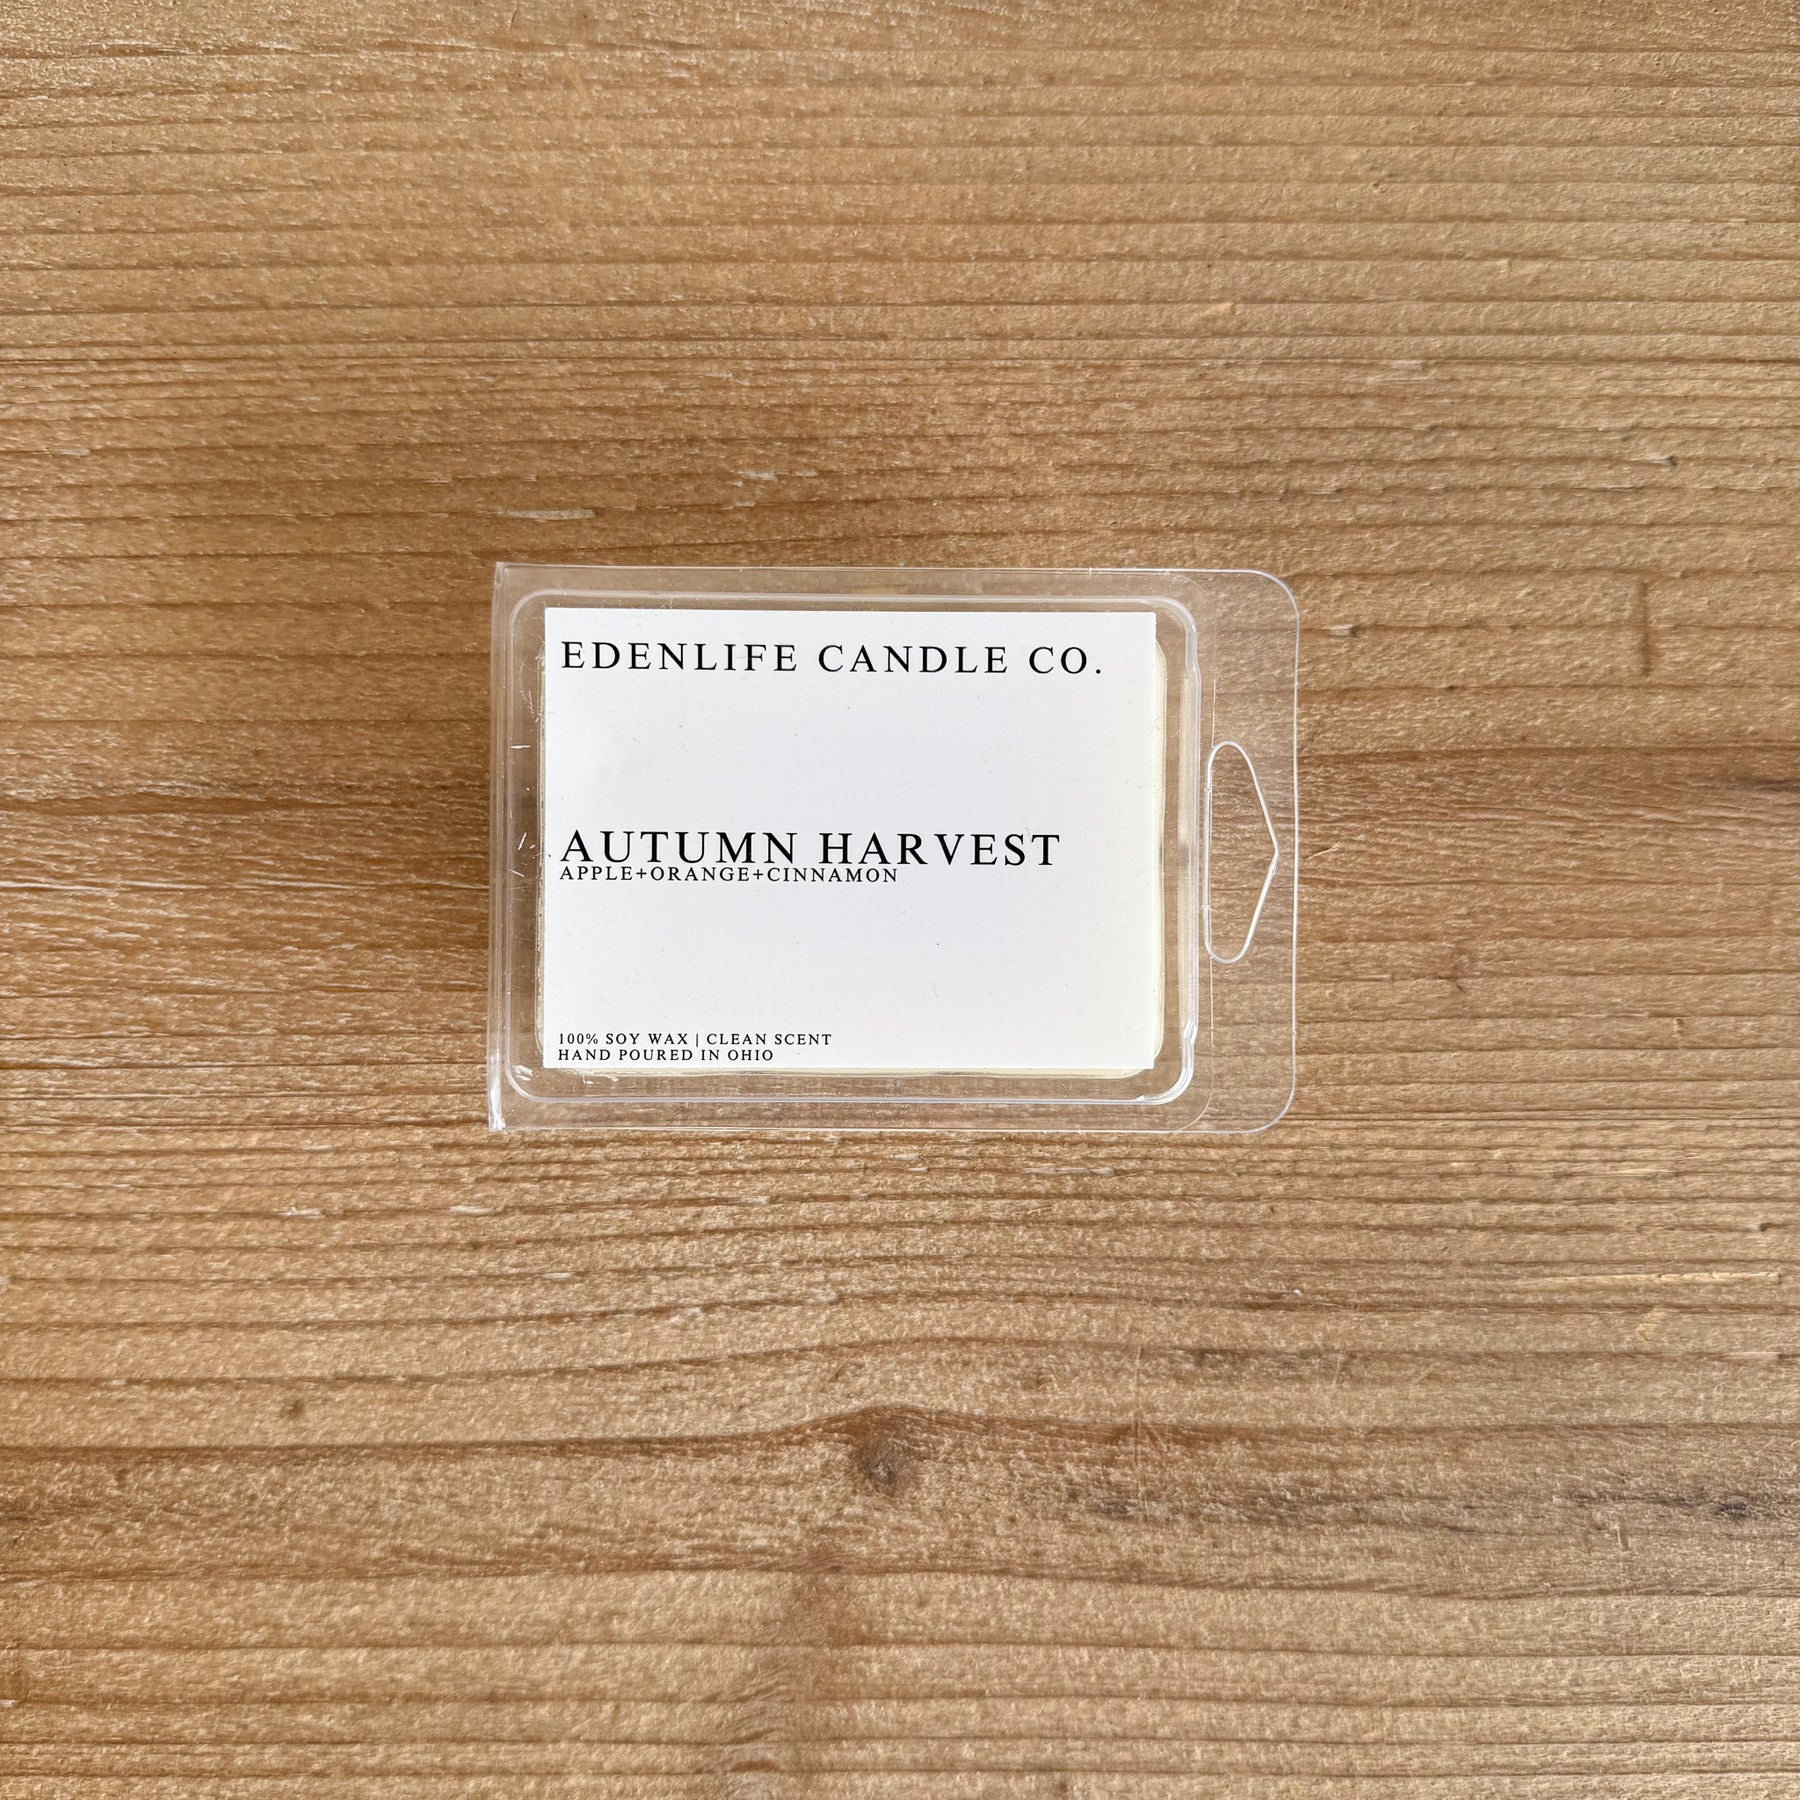 EDENLIFE CANDLE CO.
AUTUMN HARVEST
APPLE+ORANGE+CINNAMON
100% SOY WAX | CLEAN SCENT
HAND POURED IN OHIO